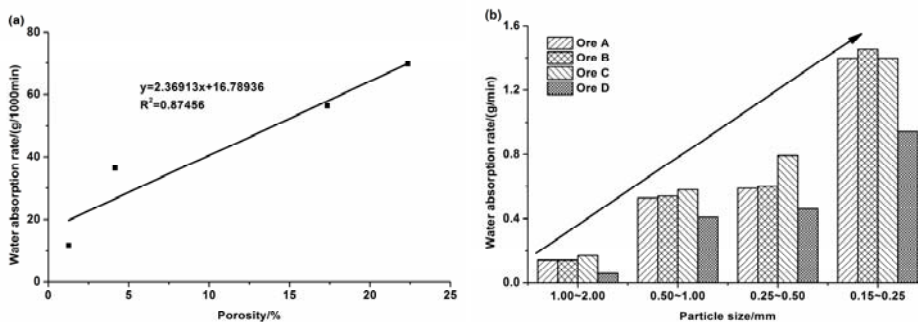 (a)
80
60
40
20
0
y=2.36913x+16.78936
R²=0.87456
0 5 10 15 20 25
Porosity/%
Water absorption rate/(g/1000min)
(b)
1.6
1.2
0.8
0.4
0.0
Ore A
Ore B
Ore C
Ore D
1.00~2.00 0.50~1.00 0.25~0.50 0.15~0.25
Particle size/mm
Water absorption rate/(g/min)